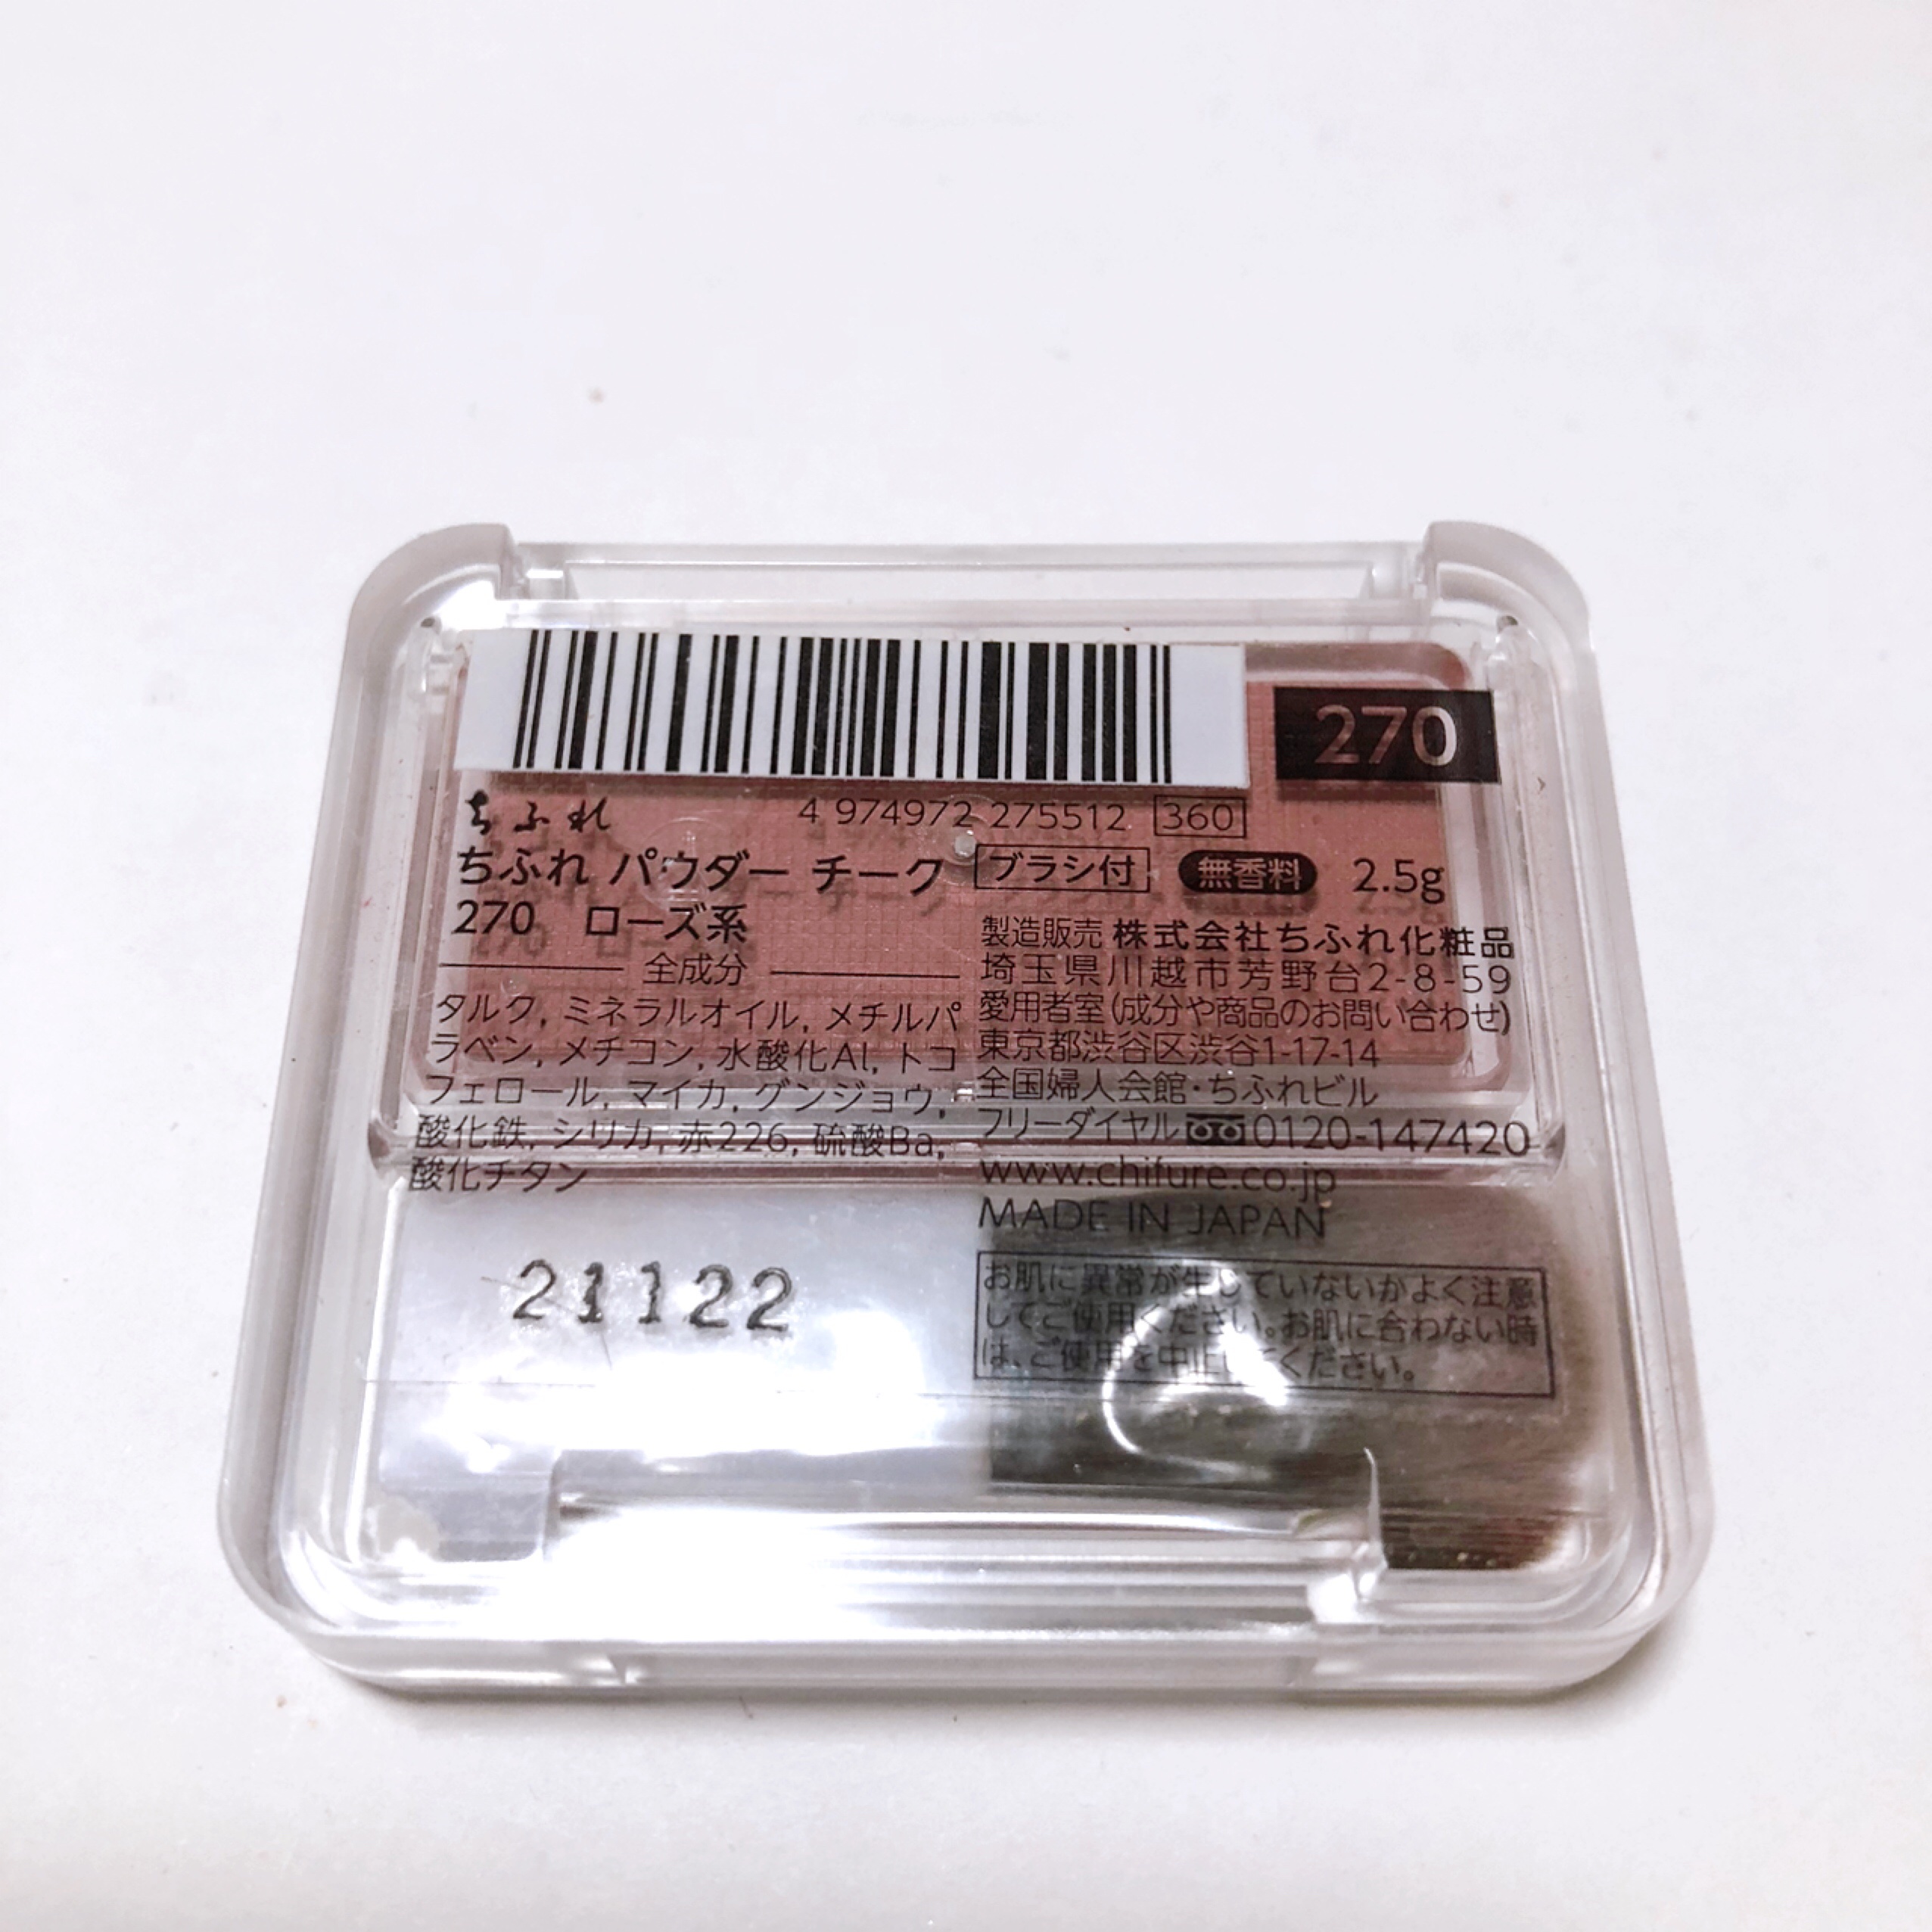 270
ちふれ
4 974972 275512 360
ちふれ パウダー チーク ブラシ付 無香料 2.5g
270 ローズ系
全成分
タルク, ミネラルオイル, メチルパ
ラベン, メチコン, 水酸化Al, トコ
フェロール, マイカ, グンジョウ,
酸化鉄, シリカ, 赤226, 硫酸Ba,
酸化チタン
製造販売 株式会社ちふれ化粧品
埼玉県川越市芳野台2-8-59
愛用者室(成分や商品のお問い合わせ)
東京都渋谷区渋谷1-17-14
全国婦人会館・ちふれビル
フリーダイヤル 0120-147420
www.chifure.co.jp
MADE IN JAPAN
お肌に異常が生じていないかよく注意
してご使用ください。お肌に合わない時
は、ご使用を中止してください。
21122